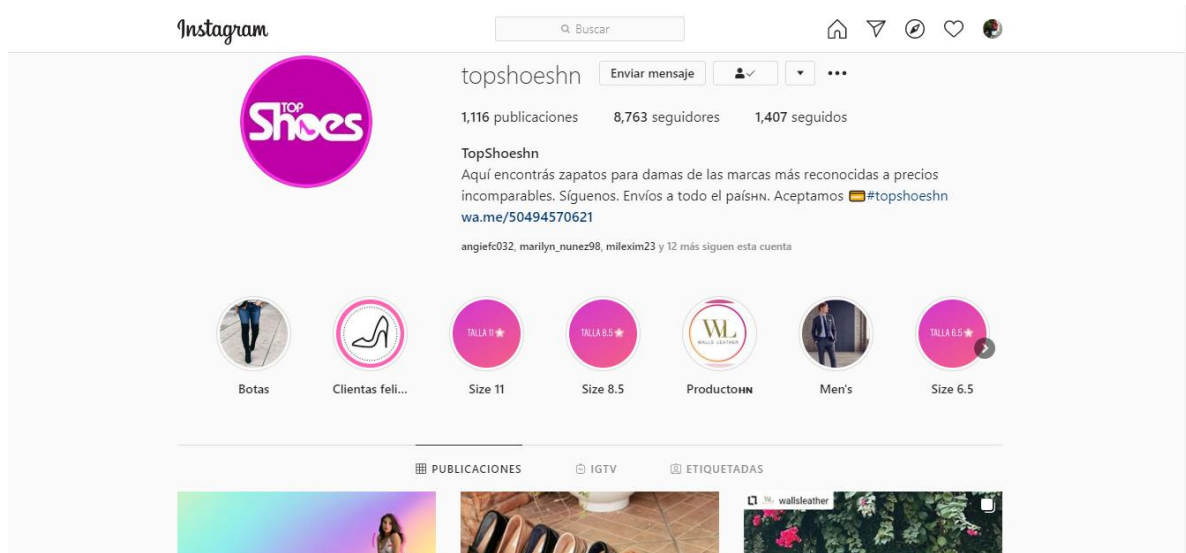 Instagram
Buscar
TOP
Shoes
topshoeshn Enviar mensaje
1,116 publicaciones 8,763 seguidores 1,407 seguidos
TopShoeshn
Aquí encontrás zapatos para damas de las marcas más reconocidas a precios
incomparables. Síguenos. Envíos a todo el paísHN. Aceptamos 💳#topshoeshn
wa.me/50494570621
angiefc032, marilyn_nunez98, milexim23 y 12 más siguen esta cuenta
TALLA 11⭐ TALLA 8.5⭐ WL TALLA 6.5⭐
WALLS LEATHER
Botas Clientas feli... Size 11 Size 8.5 ProductoHN Men's Size 6.5
PUBLICACIONES IGTV ETIQUETADAS
wallsleather